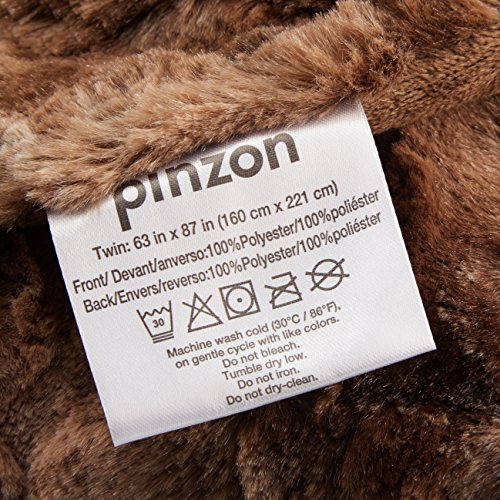 pinzon
Twin: 63 in x 87 in (160 cm x 221 cm)
Front/ Devant/anverso:100%Polyester/100%poliéster
Back/Envers/reverso:100%Polyester/100%poliéster
30
Machine wash cold (30°C / 86°F),
on gentle cycle with like colors.
Do not bleach.
Tumble dry low.
Do not iron.
Do not dry-clean.